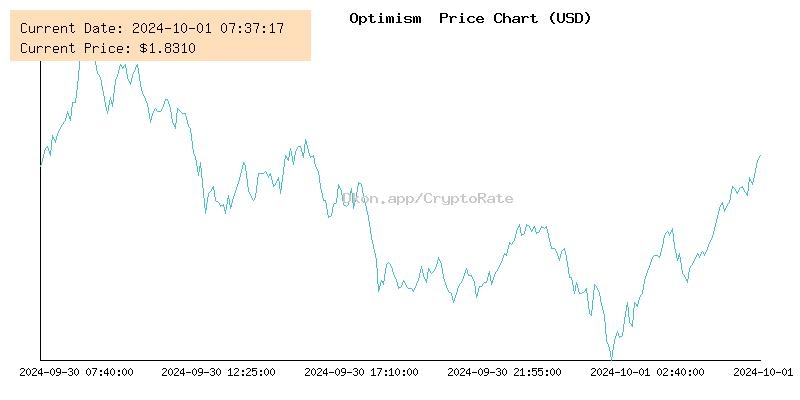 Optimism Price Chart (USD)
Current Date: 2024-10-01 07:37:17
Current Price: $1.8310
Dkon.app/CryptoRate
2024-09-30 07:40:00 2024-09-30 12:25:00 2024-09-30 17:10:00 2024-09-30 21:55:00 2024-10-01 02:40:00 2024-10-01